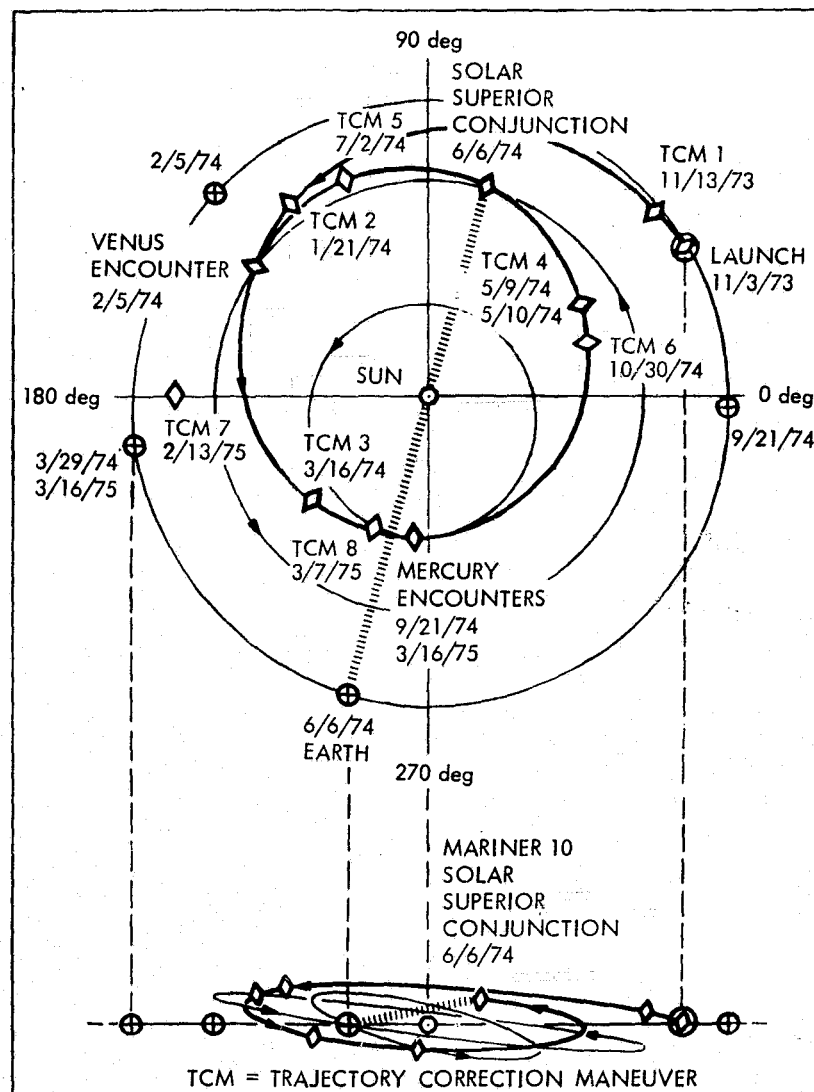 90 deg
SOLAR
SUPERIOR
CONJUNCTION
6/6/74
TCM 5
7/2/74
TCM 1
11/13/73
2/5/74
TCM 2
1/21/74
VENUS
ENCOUNTER
2/5/74
TCM 4
5/9/74
5/10/74
LAUNCH
11/3/73
TCM 6
10/30/74
SUN
180 deg
0 deg
TCM 7
2/13/75
9/21/74
3/29/74
3/16/75
TCM 3
3/16/74
TCM 8
3/7/75
MERCURY
ENCOUNTERS
9/21/74
3/16/75
6/6/74
EARTH
270 deg
MARINER 10
SOLAR
SUPERIOR
CONJUNCTION
6/6/74
TCM = TRAJECTORY CORRECTION MANEUVER